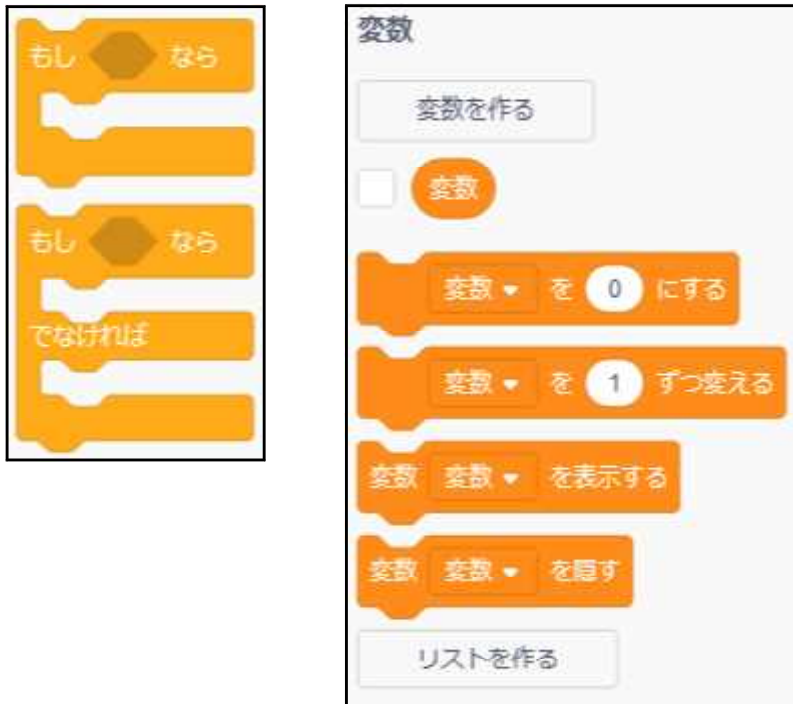 もし なら
もし なら
でなければ
変数
変数を作る
変数
変数 を 0 にする
変数 を 1 ずつ変える
変数 変数 を表示する
変数 変数 を隠す
リストを作る